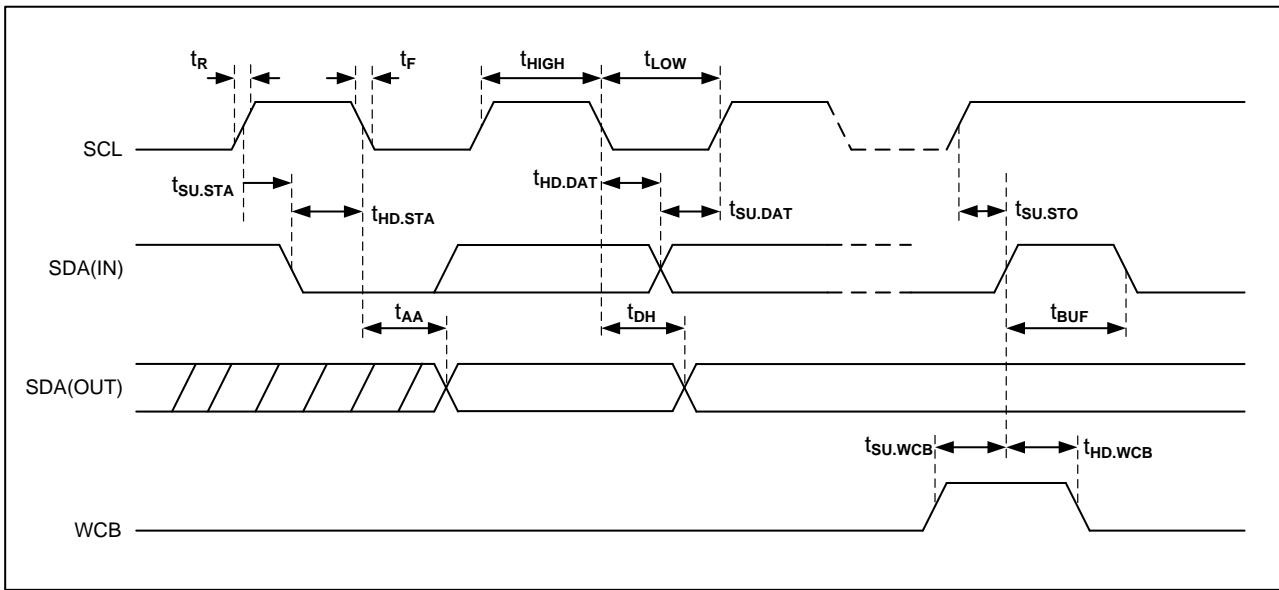 tR
tF
tHIGH
tLOW
SCL
tSU.STA
tHD.STA
tHD.DAT
tSU.DAT
tSU.STO
SDA(IN)
tAA
tDH
tBUF
SDA(OUT)
tSU.WCB
tHD.WCB
WCB